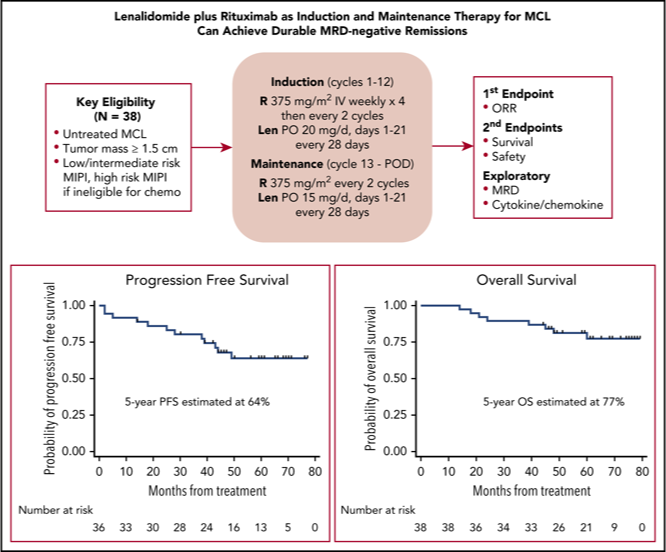 Lenalidomide plus Rituximab as Induction and Maintenance Therapy for MCL
Can Achieve Durable MRD-negative Remissions
Key Eligibility
(N = 38)
• Untreated MCL
• Tumor mass ≥ 1.5 cm
• Low/intermediate risk
MIPI, high risk MIPI
if ineligible for chemo
Induction (cycles 1-12)
R 375 mg/m² IV weekly x 4
then every 2 cycles
Len PO 20 mg/d, days 1-21
every 28 days
Maintenance (cycle 13 - POD)
R 375 mg/m² every 2 cycles
Len PO 15 mg/d, days 1-21
every 28 days
1st Endpoint
• ORR
2nd Endpoints
• Survival
• Safety
Exploratory
• MRD
• Cytokine/chemokine
Progression Free Survival
Probability of progression free survival
1.00
0.75
0.50
0.25
0.00
5-year PFS estimated at 64%
0 10 20 30 40 50 60 70 80
Months from treatment
Number at risk
36 33 30 28 24 16 13 5 0
Overall Survival
Probability of overall survival
1.00
0.75
0.50
0.25
0.00
5-year OS estimated at 77%
0 10 20 30 40 50 60 70 80
Months from treatment
Number at risk
38 38 36 34 33 26 21 9 0